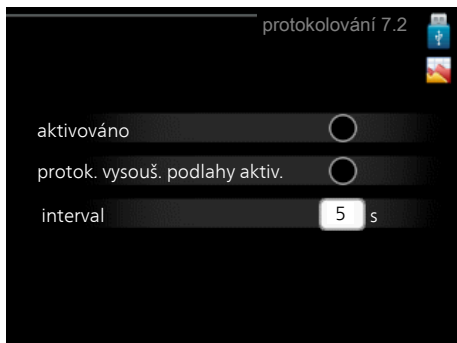 protokolování 7.2
aktivováno
protok. vysouš. podlahy aktiv.
interval 5 s